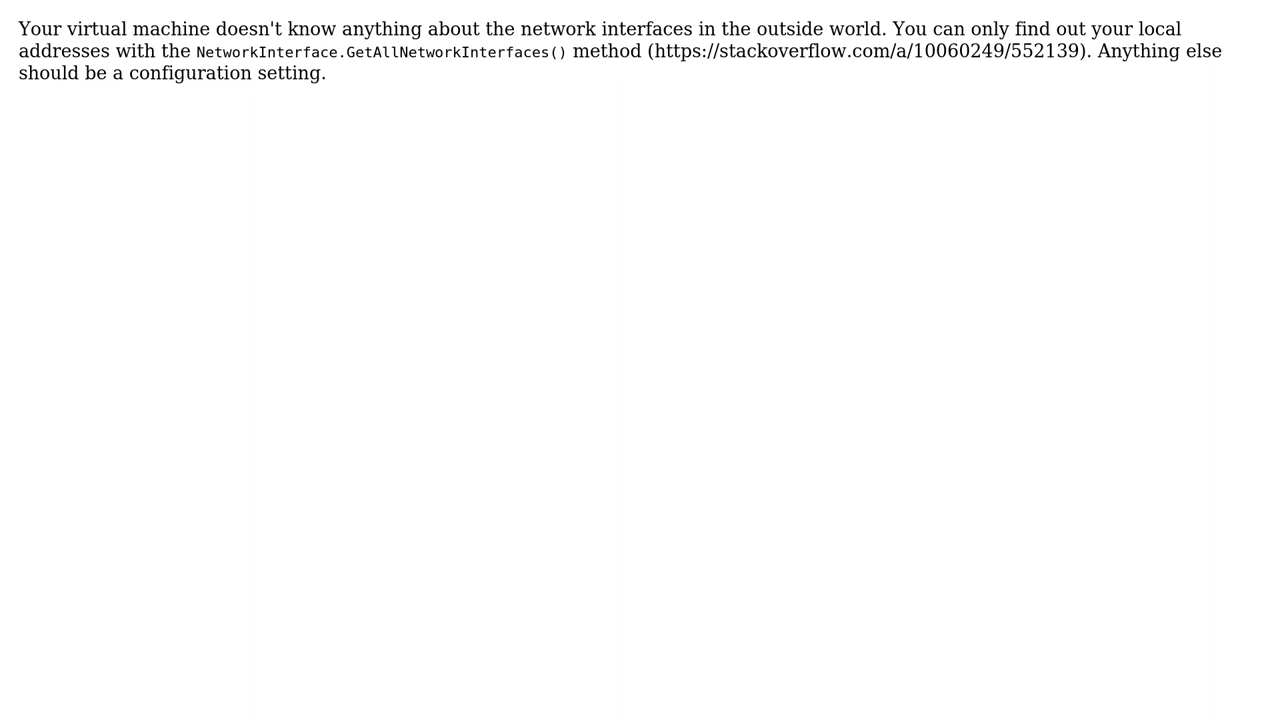 Your virtual machine doesn't know anything about the network interfaces in the outside world. You can only find out your local
addresses with the NetworkInterface.GetAllNetworkInterfaces() method (https://stackoverflow.com/a/10060249/552139). Anything else
should be a configuration setting.